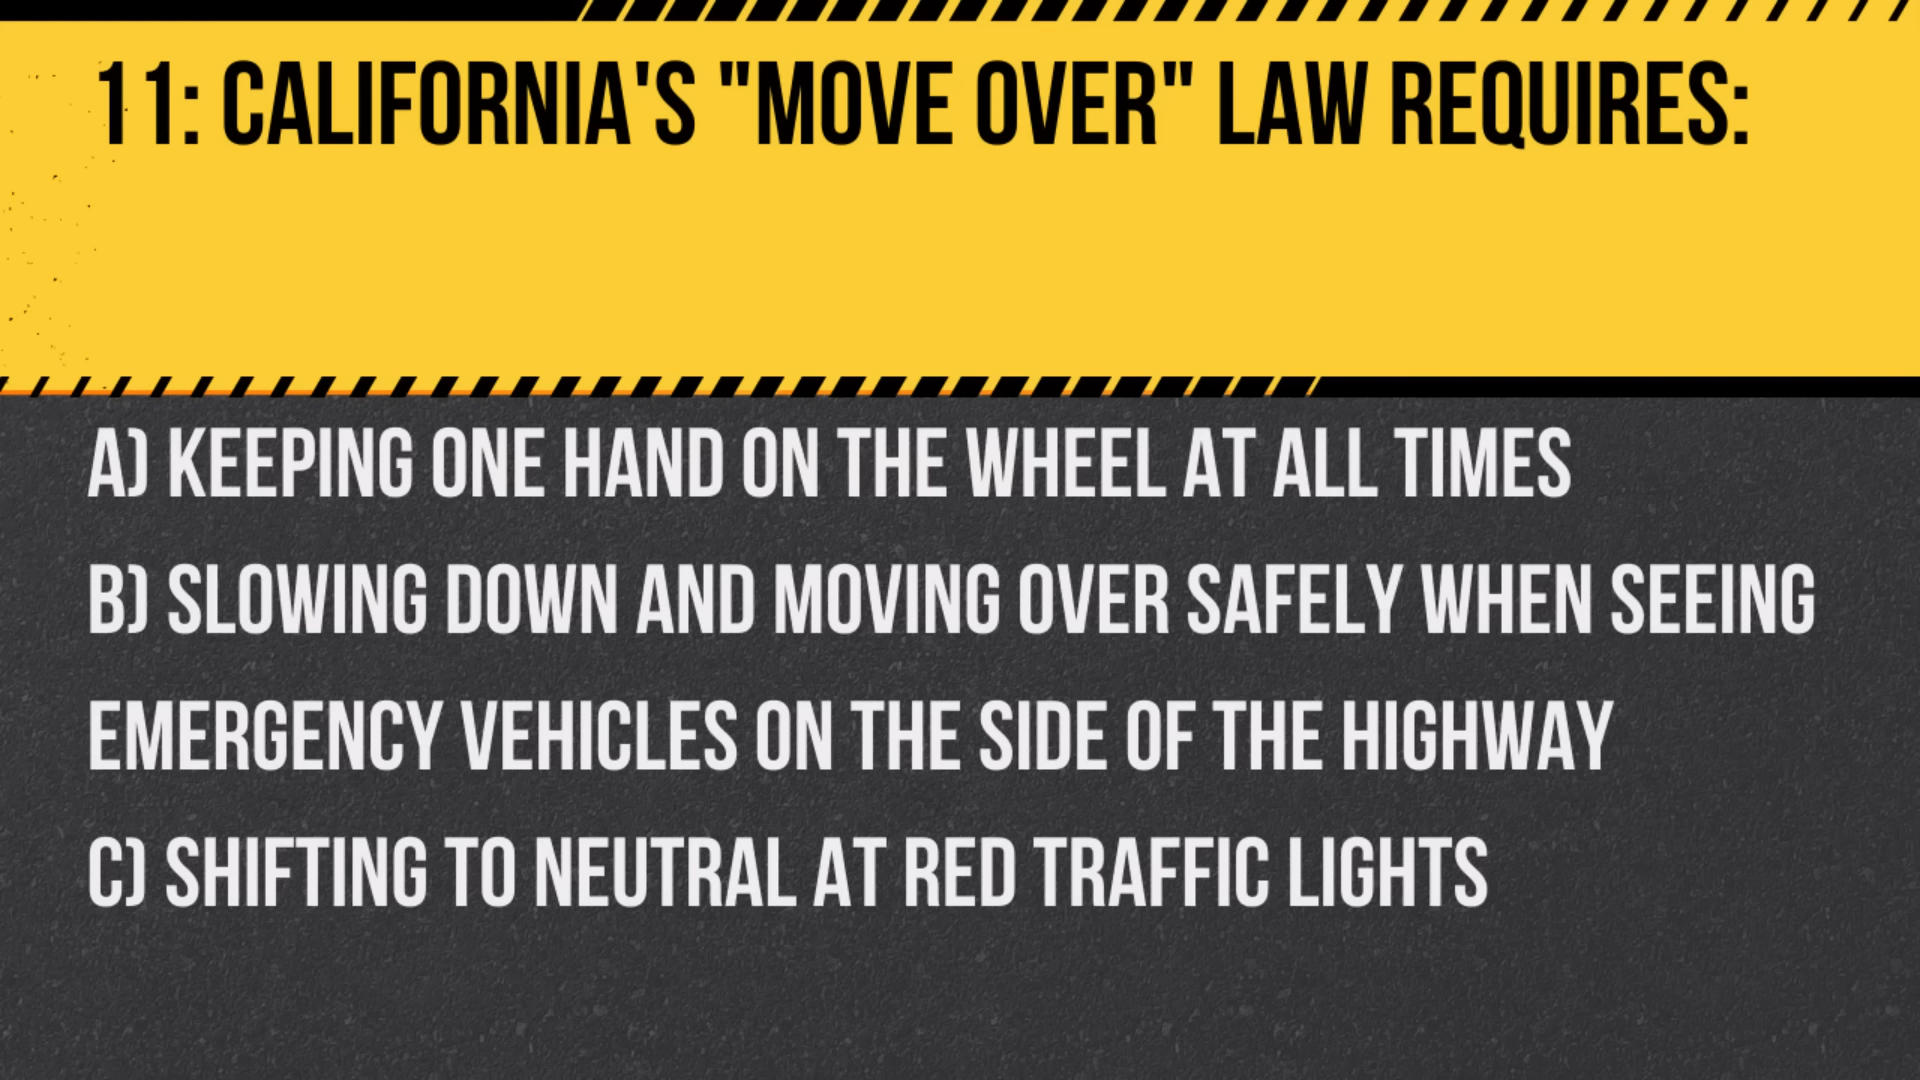 11: CALIFORNIA'S "MOVE OVER" LAW REQUIRES:
A) KEEPING ONE HAND ON THE WHEEL AT ALL TIMES
B) SLOWING DOWN AND MOVING OVER SAFELY WHEN SEEING
EMERGENCY VEHICLES ON THE SIDE OF THE HIGHWAY
C) SHIFTING TO NEUTRAL AT RED TRAFFIC LIGHTS